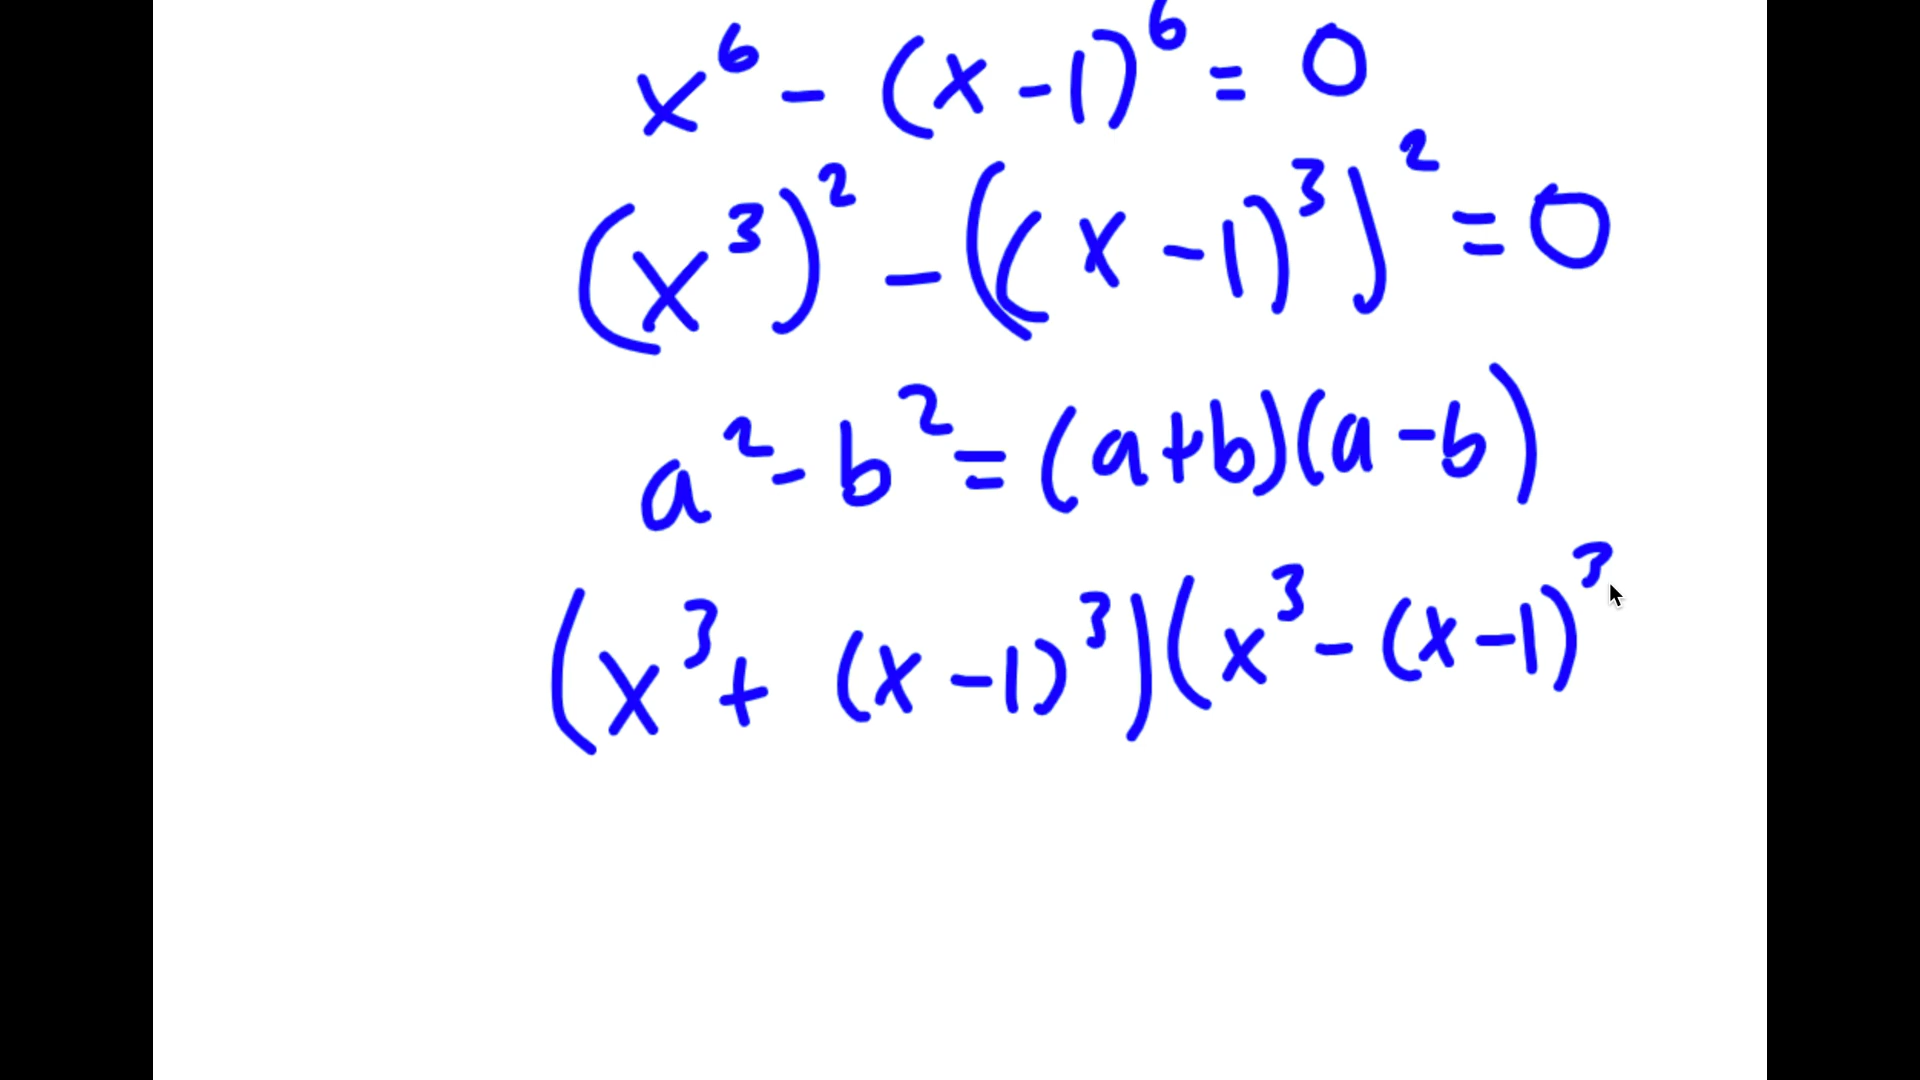 x⁶ - (x - 1)⁶ = 0
(x³)² - ((x - 1)³)² = 0
a² - b² = (a+b)(a-b)
(x³ + (x - 1)³)(x³ - (x - 1)³